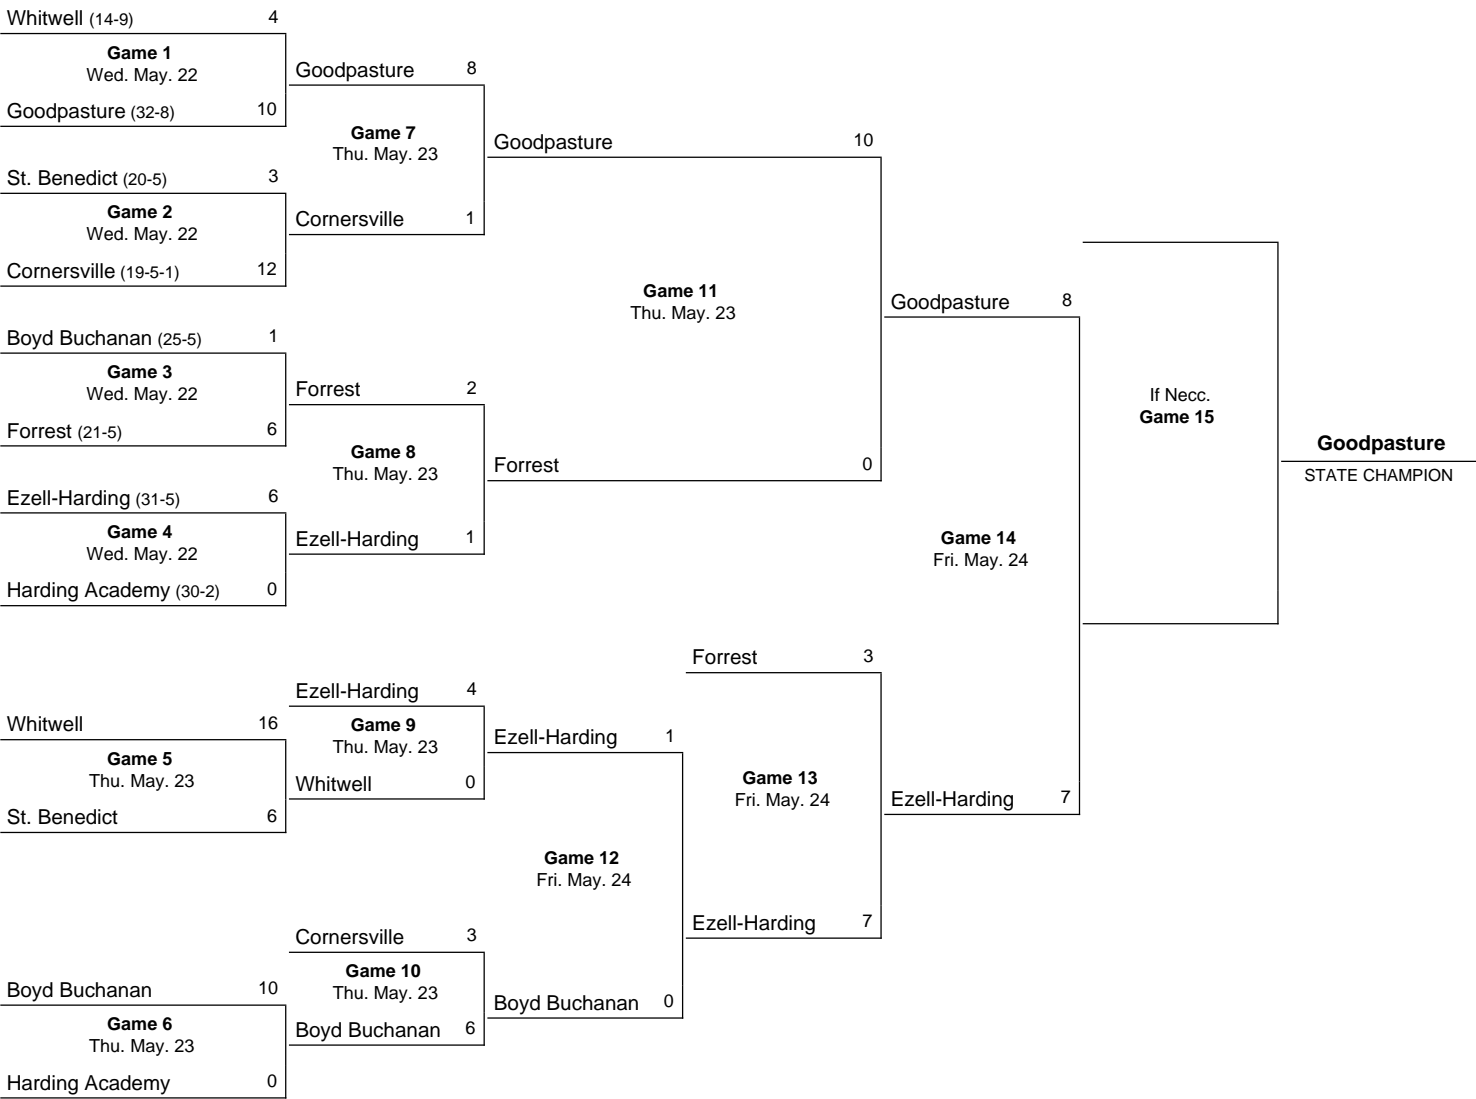 Whitwell (14-9) 4
Game 1
Wed. May. 22
Goodpasture (32-8) 10
St. Benedict (20-5) 3
Game 2
Wed. May. 22
Cornersville (19-5-1) 12
Boyd Buchanan (25-5) 1
Game 3
Wed. May. 22
Forrest (21-5) 6
Ezell-Harding (31-5) 6
Game 4
Wed. May. 22
Harding Academy (30-2) 0
Whitwell 16
Game 5
Thu. May. 23
St. Benedict 6
Boyd Buchanan 10
Game 6
Thu. May. 23
Harding Academy 0
Goodpasture 8
Game 7
Thu. May. 23
Cornersville 1
Forrest 2
Game 8
Thu. May. 23
Ezell-Harding 1
Ezell-Harding 4
Game 9
Thu. May. 23
Whitwell 0
Cornersville 3
Game 10
Thu. May. 23
Boyd Buchanan 6
Goodpasture 10
Game 11
Thu. May. 23
Forrest 0
Ezell-Harding 1
Game 12
Fri. May. 24
Boyd Buchanan 0
Forrest 3
Game 13
Fri. May. 24
Ezell-Harding 7
Goodpasture 8
Game 14
Fri. May. 24
Ezell-Harding 7
If Necc.
Game 15
Goodpasture
STATE CHAMPION